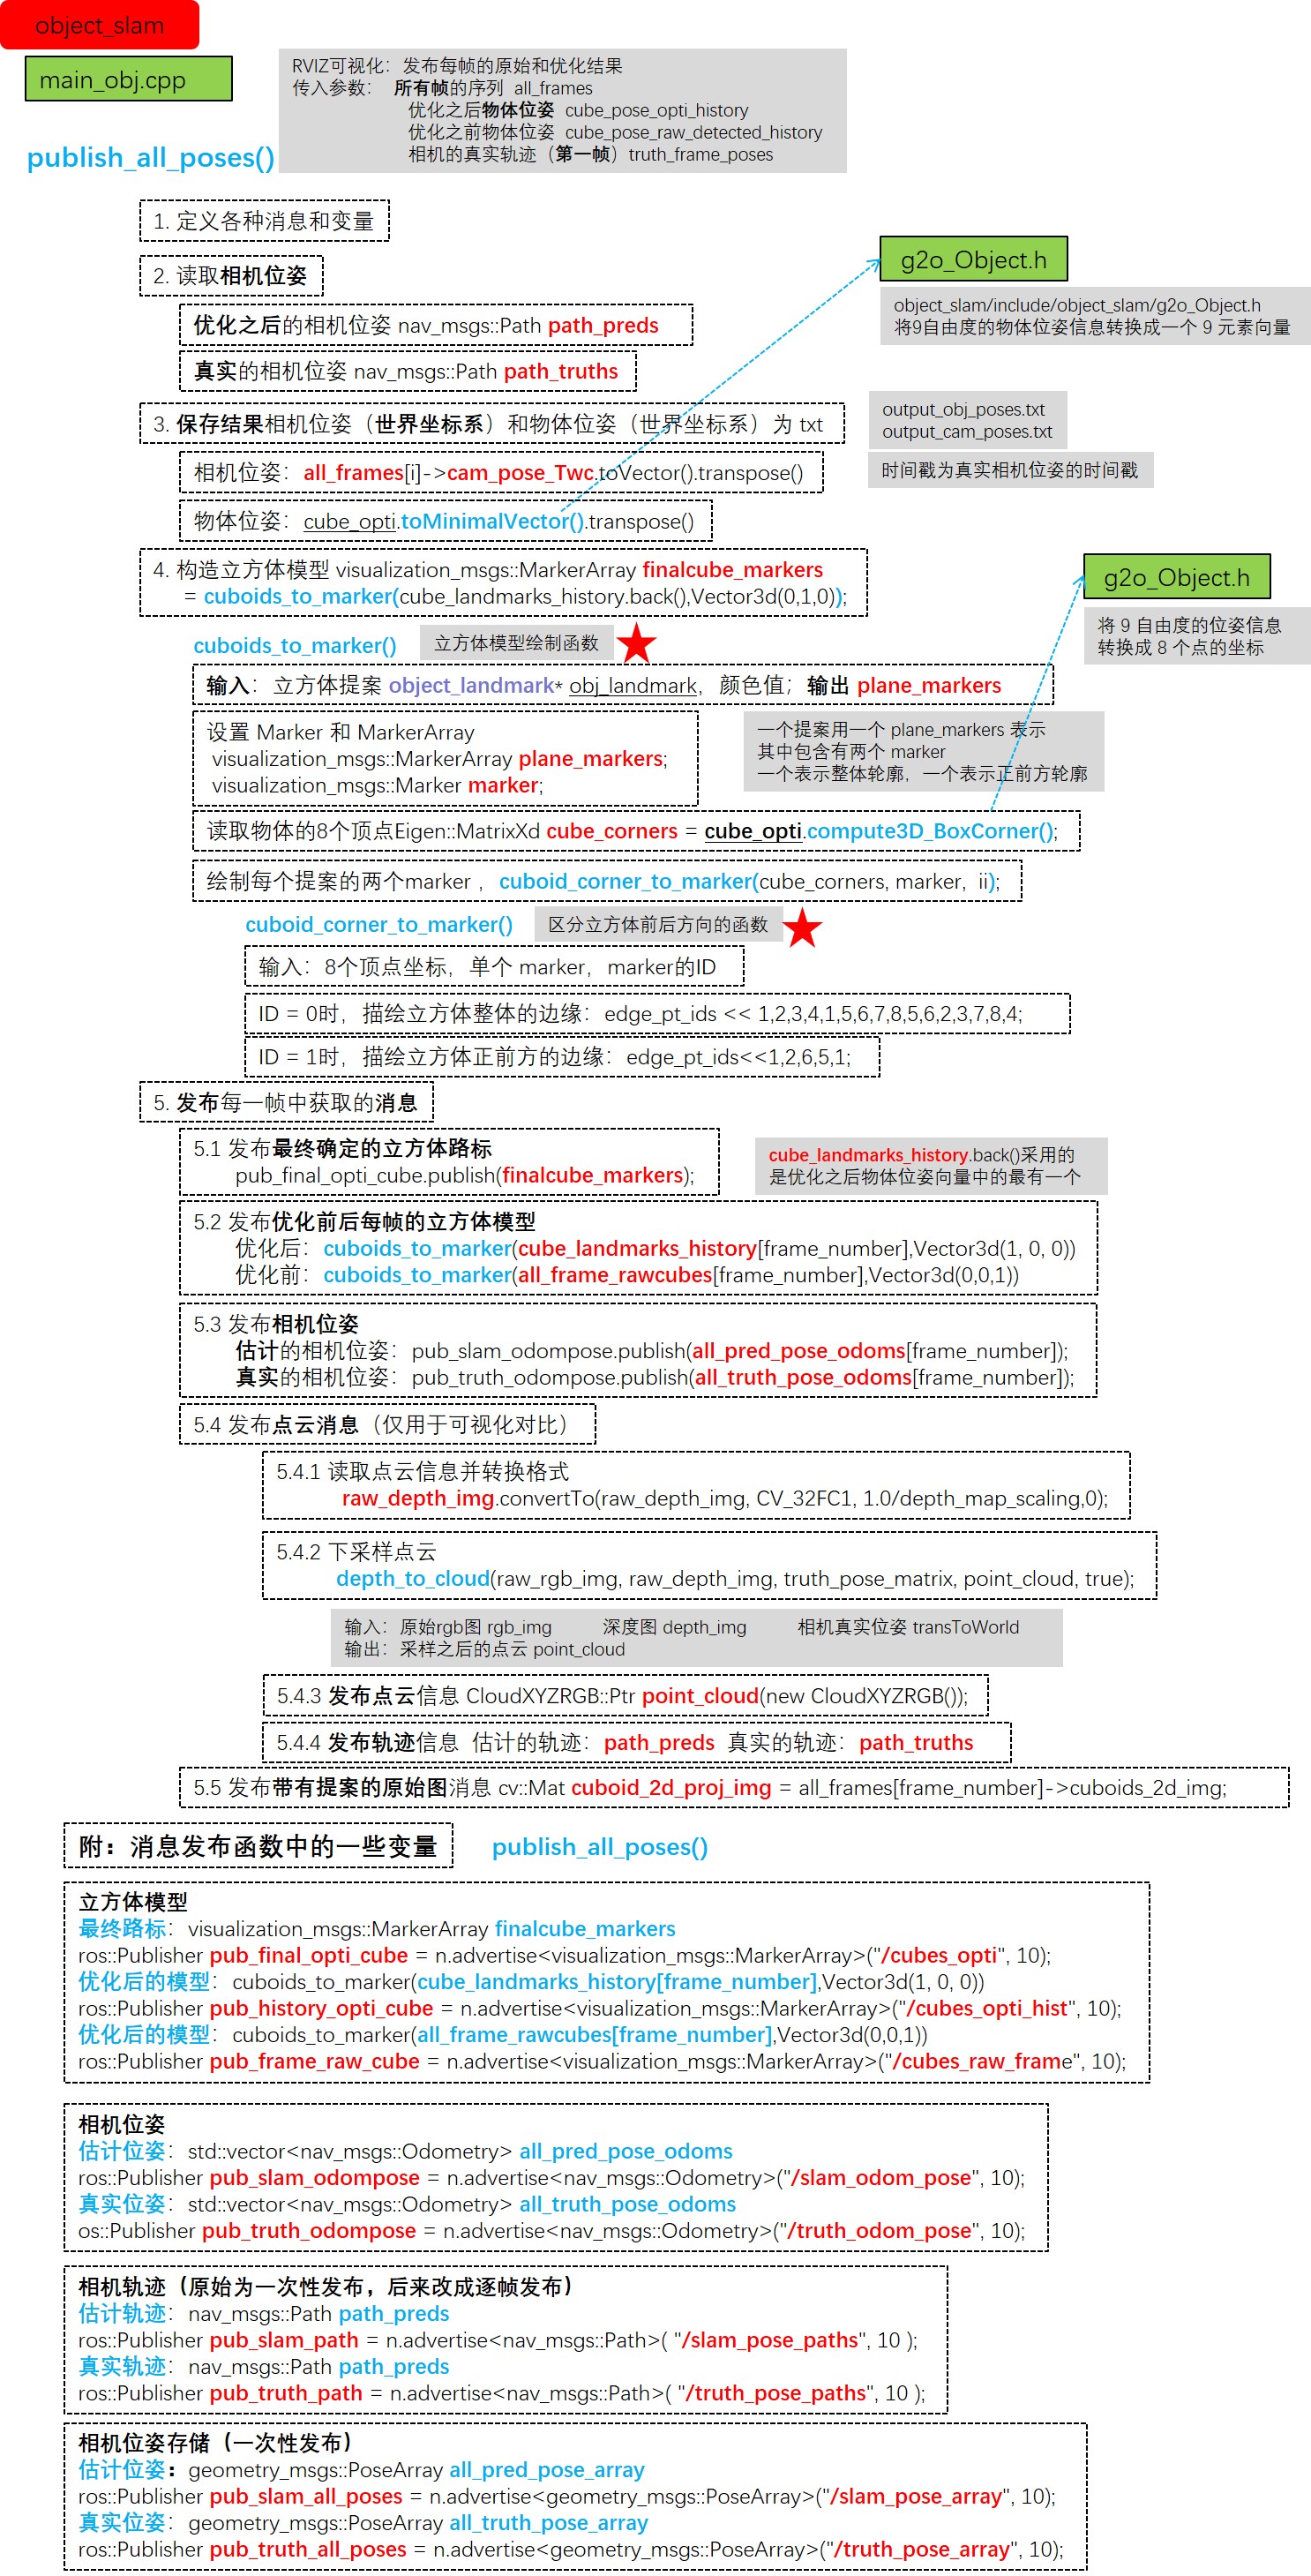 object_slam
main_obj.cpp
RVIZ可视化：发布每帧的原始和优化结果
传入参数： 所有帧的序列 all_frames
优化之后物体位姿 cube_pose_opti_history
优化之前物体位姿 cube_pose_raw_detected_history
相机的真实轨迹（第一帧）truth_frame_poses
publish_all_poses()
1. 定义各种消息和变量
2. 读取相机位姿
g2o_Object.h
object_slam/include/object_slam/g2o_Object.h
将9自由度的物体位姿信息转换成一个 9 元素向量
优化之后的相机位姿 nav_msgs::Path path_preds
真实的相机位姿 nav_msgs::Path path_truths
3. 保存结果相机位姿（世界坐标系）和物体位姿（世界坐标系）为 txt
output_obj_poses.txt
output_cam_poses.txt
相机位姿：all_frames[i]->cam_pose_Twc.toVector().transpose()
时间戳为真实相机位姿的时间戳
物体位姿：cube_opti.toMinimalVector().transpose()
4. 构造立方体模型 visualization_msgs::MarkerArray finalcube_markers
= cuboids_to_marker(cube_landmarks_history.back(),Vector3d(0,1,0));
g2o_Object.h
将 9 自由度的位姿信息
转换成 8 个点的坐标
cuboids_to_marker()
立方体模型绘制函数
输入：立方体提案 object_landmark* obj_landmark，颜色值；输出 plane_markers
设置 Marker 和 MarkerArray
visualization_msgs::MarkerArray plane_markers;
visualization_msgs::Marker marker;
一个提案用一个 plane_markers 表示
其中包含有两个 marker
一个表示整体轮廓，一个表示正前方轮廓
读取物体的8个顶点Eigen::MatrixXd cube_corners = cube_opti.compute3D_BoxCorner();
绘制每个提案的两个marker ，cuboid_corner_to_marker(cube_corners, marker, ii);
cuboid_corner_to_marker()
区分立方体前后方向的函数
输入：8个顶点坐标，单个 marker，marker的ID
ID = 0时，描绘立方体整体的边缘：edge_pt_ids << 1,2,3,4,1,5,6,7,8,5,6,2,3,7,8,4;
ID = 1时，描绘立方体正前方的边缘：edge_pt_ids<<1,2,6,5,1;
5. 发布每一帧中获取的消息
5.1 发布最终确定的立方体路标
pub_final_opti_cube.publish(finalcube_markers);
cube_landmarks_history.back()采用的
是优化之后物体位姿向量中的最有一个
5.2 发布优化前后每帧的立方体模型
优化后：cuboids_to_marker(cube_landmarks_history[frame_number],Vector3d(1, 0, 0))
优化前：cuboids_to_marker(all_frame_rawcubes[frame_number],Vector3d(0,0,1))
5.3 发布相机位姿
估计的相机位姿：pub_slam_odompose.publish(all_pred_pose_odoms[frame_number]);
真实的相机位姿：pub_truth_odompose.publish(all_truth_pose_odoms[frame_number]);
5.4 发布点云消息（仅用于可视化对比）
5.4.1 读取点云信息并转换格式
raw_depth_img.convertTo(raw_depth_img, CV_32FC1, 1.0/depth_map_scaling,0);
5.4.2 下采样点云
depth_to_cloud(raw_rgb_img, raw_depth_img, truth_pose_matrix, point_cloud, true);
输入：原始rgb图 rgb_img 深度图 depth_img 相机真实位姿 transToWorld
输出：采样之后的点云 point_cloud
5.4.3 发布点云信息 CloudXYZRGB::Ptr point_cloud(new CloudXYZRGB());
5.4.4 发布轨迹信息 估计的轨迹：path_preds 真实的轨迹：path_truths
5.5 发布带有提案的原始图消息 cv::Mat cuboid_2d_proj_img = all_frames[frame_number]->cuboids_2d_img;
附：消息发布函数中的一些变量
publish_all_poses()
立方体模型
最终路标：visualization_msgs::MarkerArray finalcube_markers
ros::Publisher pub_final_opti_cube = n.advertise<visualization_msgs::MarkerArray>("/cubes_opti", 10);
优化后的模型：cuboids_to_marker(cube_landmarks_history[frame_number],Vector3d(1, 0, 0))
ros::Publisher pub_history_opti_cube = n.advertise<visualization_msgs::MarkerArray>("/cubes_opti_hist", 10);
优化后的模型：cuboids_to_marker(all_frame_rawcubes[frame_number],Vector3d(0,0,1))
ros::Publisher pub_frame_raw_cube = n.advertise<visualization_msgs::MarkerArray>("/cubes_raw_frame", 10);
相机位姿
估计位姿：std::vector<nav_msgs::Odometry> all_pred_pose_odoms
ros::Publisher pub_slam_odompose = n.advertise<nav_msgs::Odometry>("/slam_odom_pose", 10);
真实位姿：std::vector<nav_msgs::Odometry> all_truth_pose_odoms
os::Publisher pub_truth_odompose = n.advertise<nav_msgs::Odometry>("/truth_odom_pose", 10);
相机轨迹（原始为一次性发布，后来改成逐帧发布）
估计轨迹：nav_msgs::Path path_preds
ros::Publisher pub_slam_path = n.advertise<nav_msgs::Path>( "/slam_pose_paths", 10 );
真实轨迹：nav_msgs::Path path_preds
ros::Publisher pub_truth_path = n.advertise<nav_msgs::Path>( "/truth_pose_paths", 10 );
相机位姿存储（一次性发布）
估计位姿：geometry_msgs::PoseArray all_pred_pose_array
ros::Publisher pub_slam_all_poses = n.advertise<geometry_msgs::PoseArray>("/slam_pose_array", 10);
真实位姿：geometry_msgs::PoseArray all_truth_pose_array
ros::Publisher pub_truth_all_poses = n.advertise<geometry_msgs::PoseArray>("/truth_pose_array", 10);